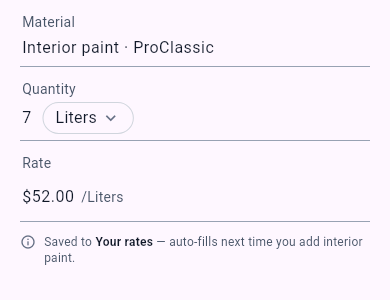 Material
Interior paint · ProClassic
Quantity
7 Liters
Rate
$52.00 /Liters
Saved to Your rates — auto-fills next time you add interior
paint.